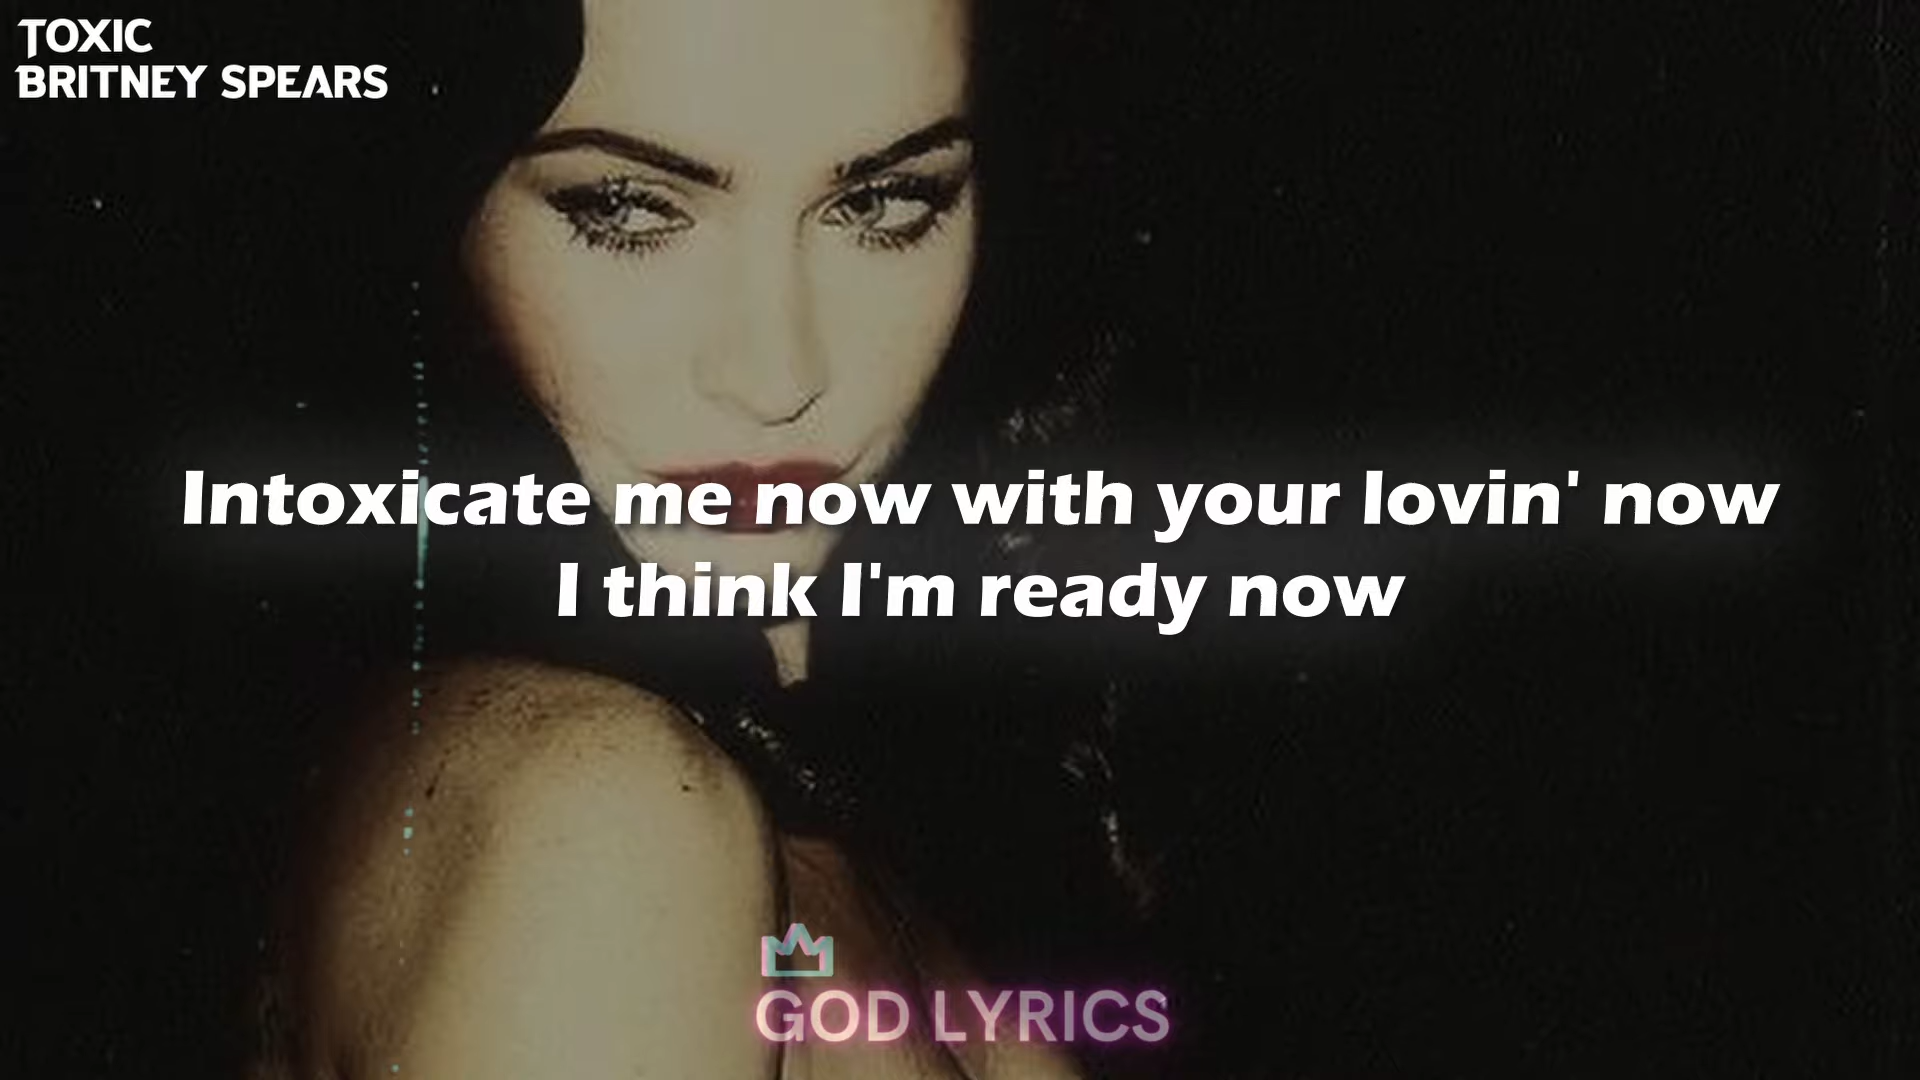 TOXIC
BRITNEY SPEARS
Intoxicate me now with your lovin' now
I think I'm ready now
GOD LYRICS